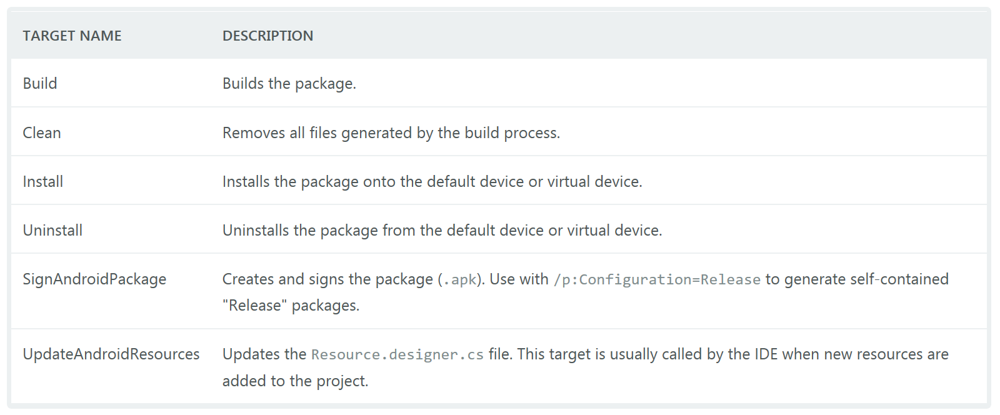 TARGET NAME DESCRIPTION
Build Builds the package.
Clean Removes all files generated by the build process.
Install Installs the package onto the default device or virtual device.
Uninstall Uninstalls the package from the default device or virtual device.
SignAndroidPackage Creates and signs the package (.apk). Use with /p:Configuration=Release to generate self-contained
"Release" packages.
UpdateAndroidResources Updates the Resource.designer.cs file. This target is usually called by the IDE when new resources are
added to the project.